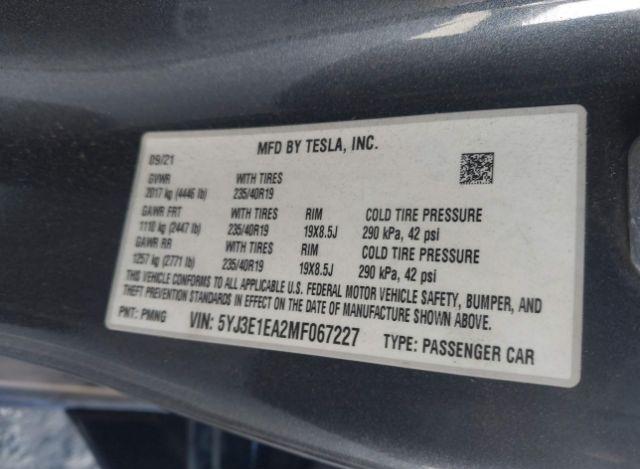 MFD BY TESLA, INC.
09/21
GVWR WITH TIRES
2017 kg (4446 lb) 235/40R19
GAWR FRT WITH TIRES RIM COLD TIRE PRESSURE
1110 kg (2447 lb) 235/40R19 19X8.5J 290 kPa, 42 psi
GAWR RR WITH TIRES RIM COLD TIRE PRESSURE
1257 kg (2771 lb) 235/40R19 19X8.5J 290 kPa, 42 psi
THIS VEHICLE CONFORMS TO ALL APPLICABLE U.S. FEDERAL MOTOR VEHICLE SAFETY, BUMPER, AND
THEFT PREVENTION STANDARDS IN EFFECT ON THE DATE OF MANUFACTURE SHOWN ABOVE.
PNT: PMNG VIN: 5YJ3E1EA2MF067227 TYPE: PASSENGER CAR